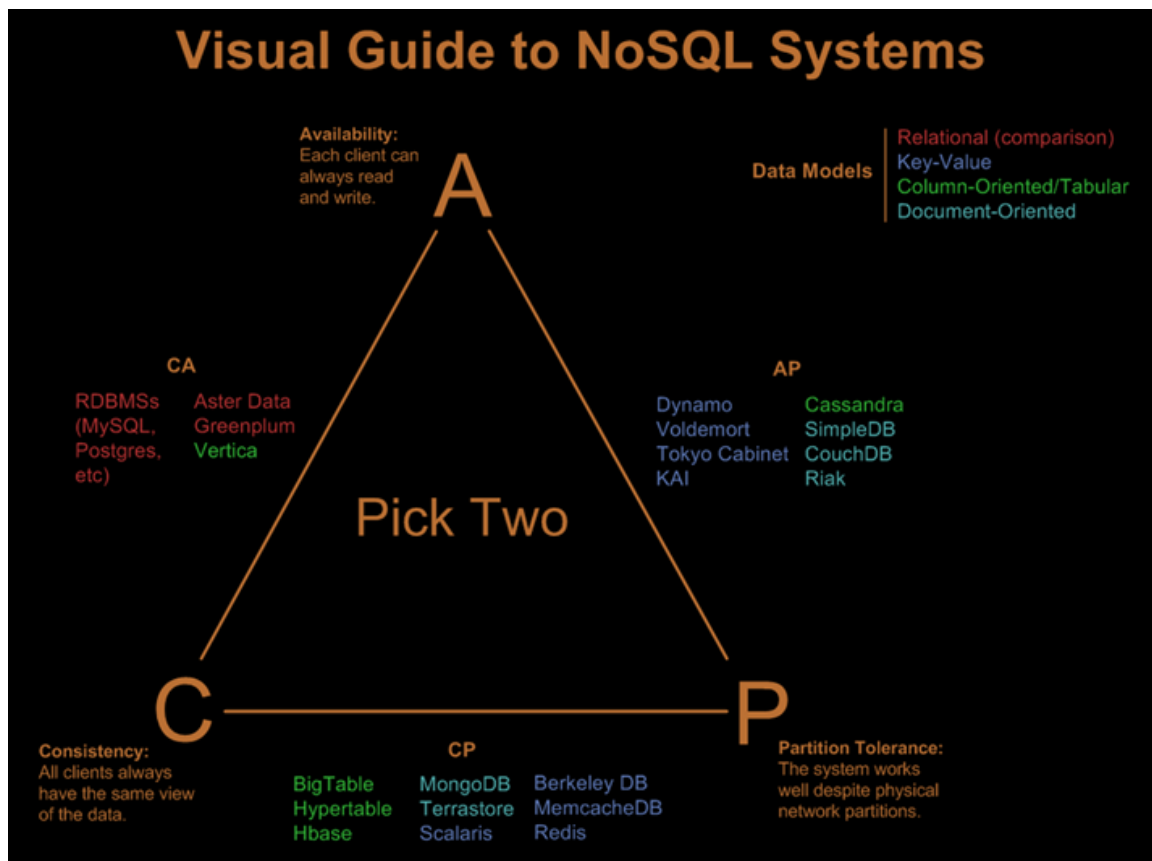 Visual Guide to NoSQL Systems
Availability:
Each client can
always read
and write.
A
Data Models
Relational (comparison)
Key-Value
Column-Oriented/Tabular
Document-Oriented
CA
RDBMSs
(MySQL,
Postgres,
etc)
Aster Data
Greenplum
Vertica
AP
Dynamo
Voldemort
Tokyo Cabinet
KAI
Cassandra
SimpleDB
CouchDB
Riak
Pick Two
C
P
Consistency:
All clients always
have the same view
of the data.
CP
BigTable
Hypertable
Hbase
MongoDB
Terrastore
Scalaris
Berkeley DB
MemcacheDB
Redis
Partition Tolerance:
The system works
well despite physical
network partitions.